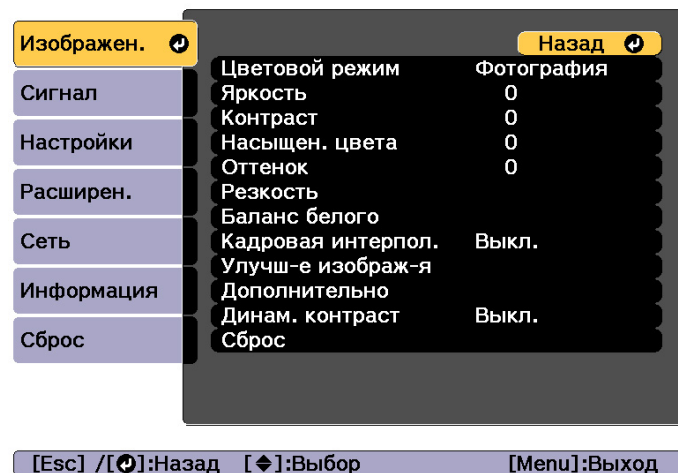 Изображен.
Назад
Цветовой режим Фотография
Сигнал
Яркость 0
Контраст 0
Настройки
Насыщен. цвета 0
Оттенок 0
Расширен.
Резкость
Баланс белого
Сеть
Кадровая интерпол. Выкл.
Улучш-е изображ-я
Информация
Дополнительно
Динам. контраст Выкл.
Сброс
Сброс
[Esc] /[⏎]:Назад [◆]:Выбор [Menu]:Выход